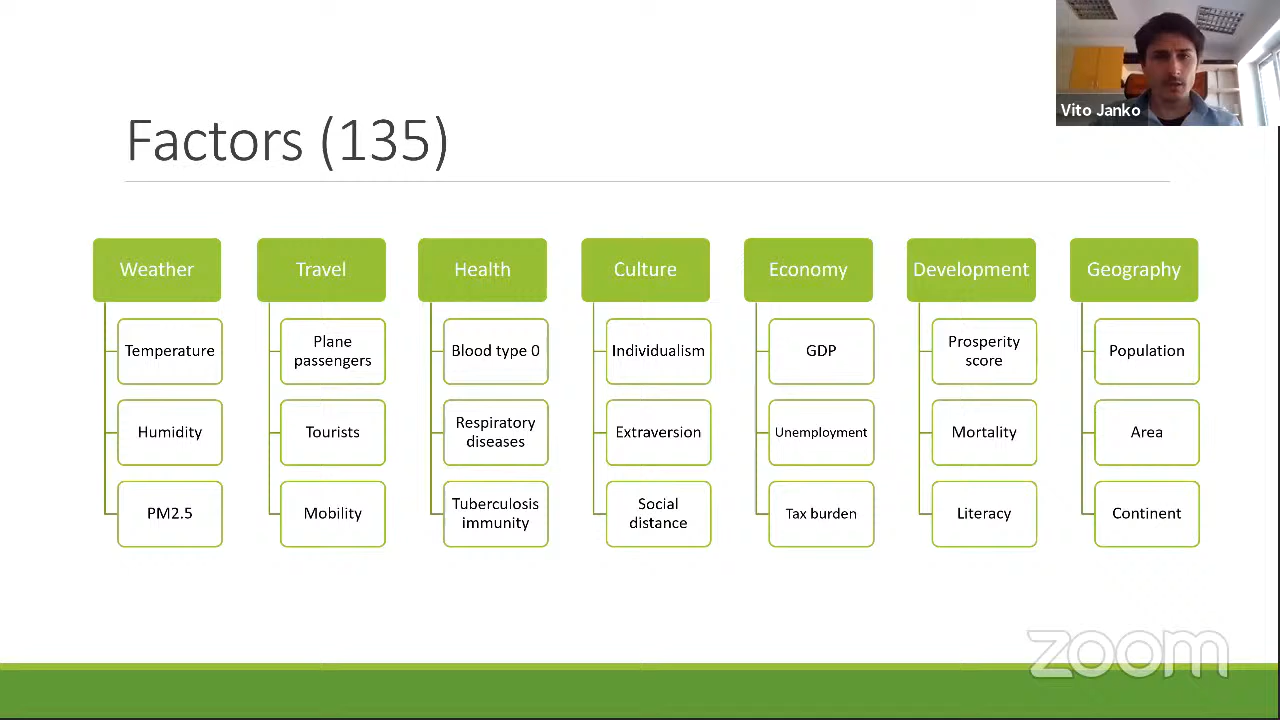 Vito Janko
Factors (135)
Weather
Travel
Health
Culture
Economy
Development
Geography
Temperature
Plane
passengers
Blood type 0
Individualism
GDP
Prosperity
score
Population
Humidity
Tourists
Respiratory
diseases
Extraversion
Unemployment
Mortality
Area
PM2.5
Mobility
Tuberculosis
immunity
Social
distance
Tax burden
Literacy
Continent
zoom